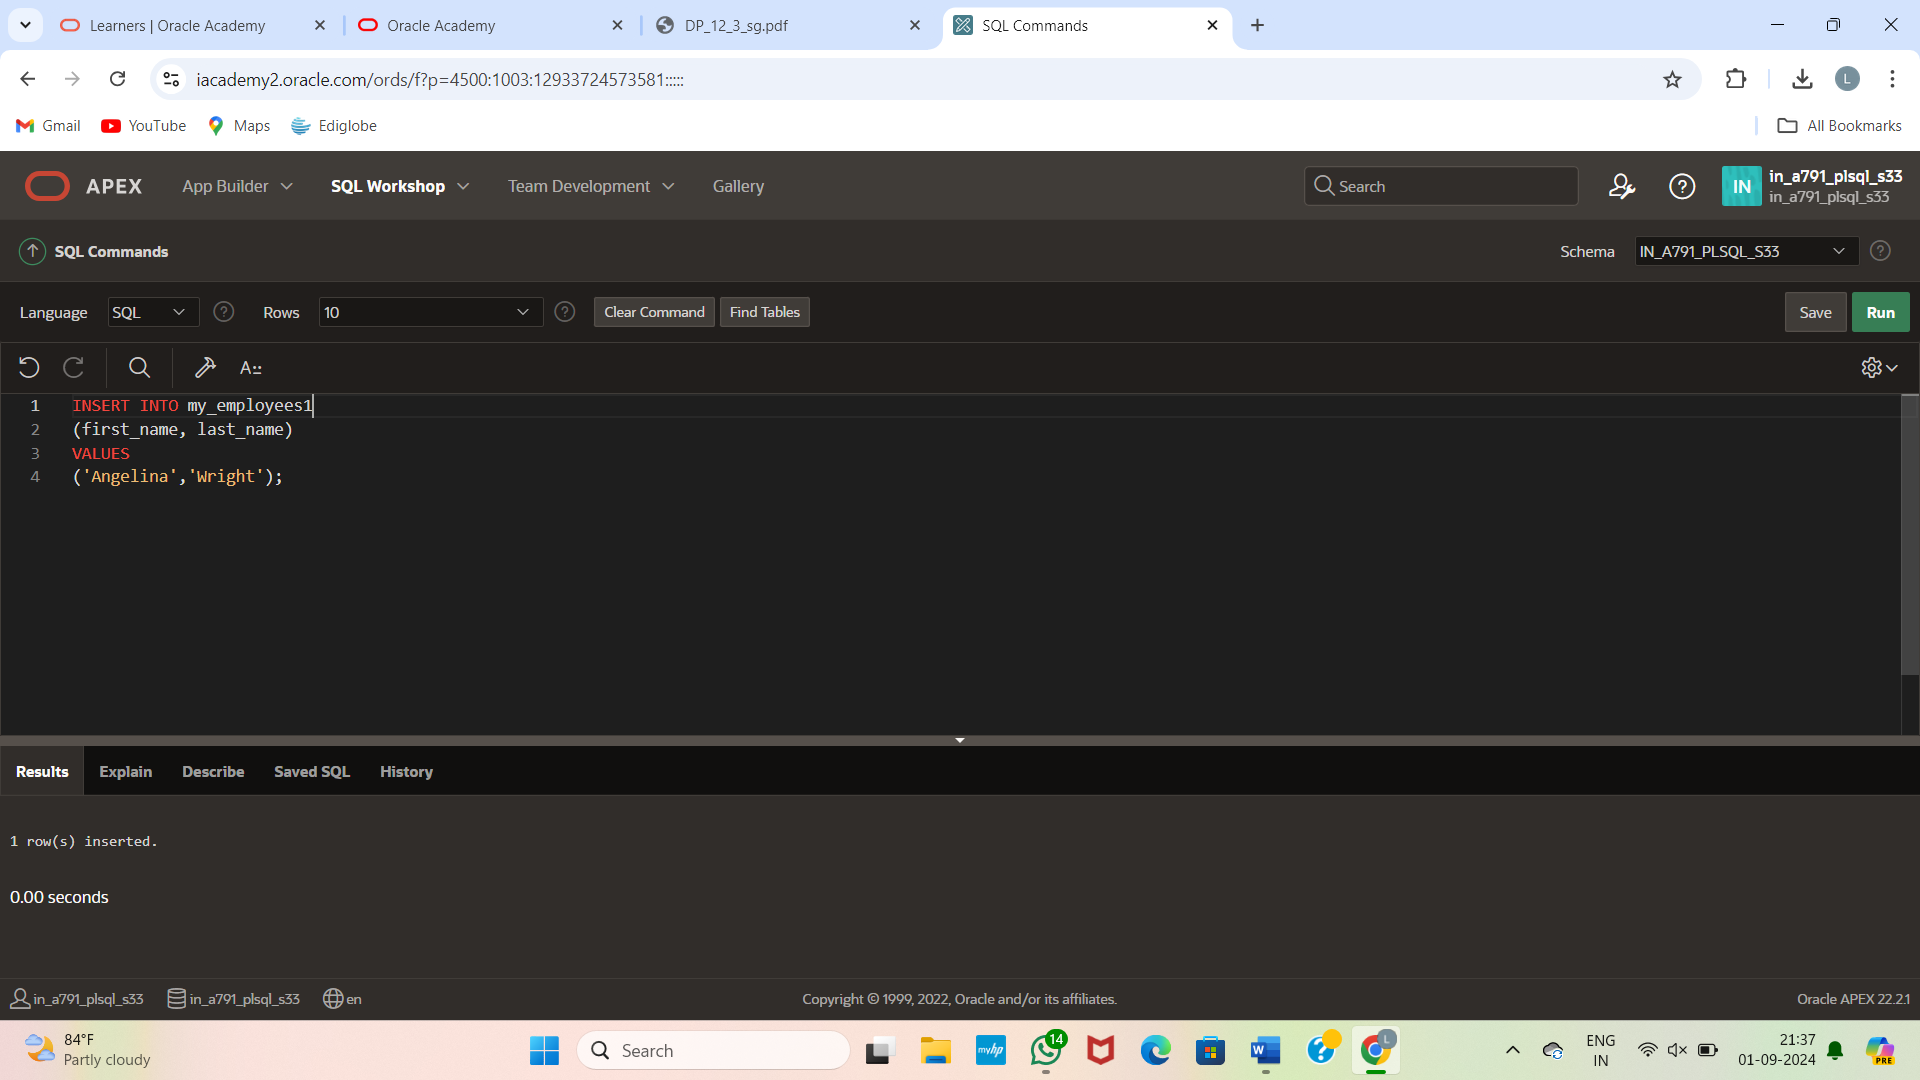 Learners | Oracle Academy
Oracle Academy
DP_12_3_sg.pdf
SQL Commands
iacademy2.oracle.com/ords/f?p=4500:1003:12933724573581:::::
L
Gmail
YouTube
Maps
Ediglobe
All Bookmarks
APEX
App Builder
SQL Workshop
Team Development
Gallery
Search
IN
in_a791_plsql_s33
in_a791_plsql_s33
SQL Commands
Schema
IN_A791_PLSQL_S33
Language
SQL
Rows
10
Clear Command
Find Tables
Save
Run
1 INSERT INTO my_employees1
2 (first_name, last_name)
3 VALUES
4 ('Angelina','Wright');
Results
Explain
Describe
Saved SQL
History
1 row(s) inserted.
0.00 seconds
in_a791_plsql_s33
in_a791_plsql_s33
en
Copyright © 1999, 2022, Oracle and/or its affiliates.
Oracle APEX 22.2.1
84°F
Partly cloudy
Search
myhp
14
W
L
ENG
IN
21:37
01-09-2024
PRE